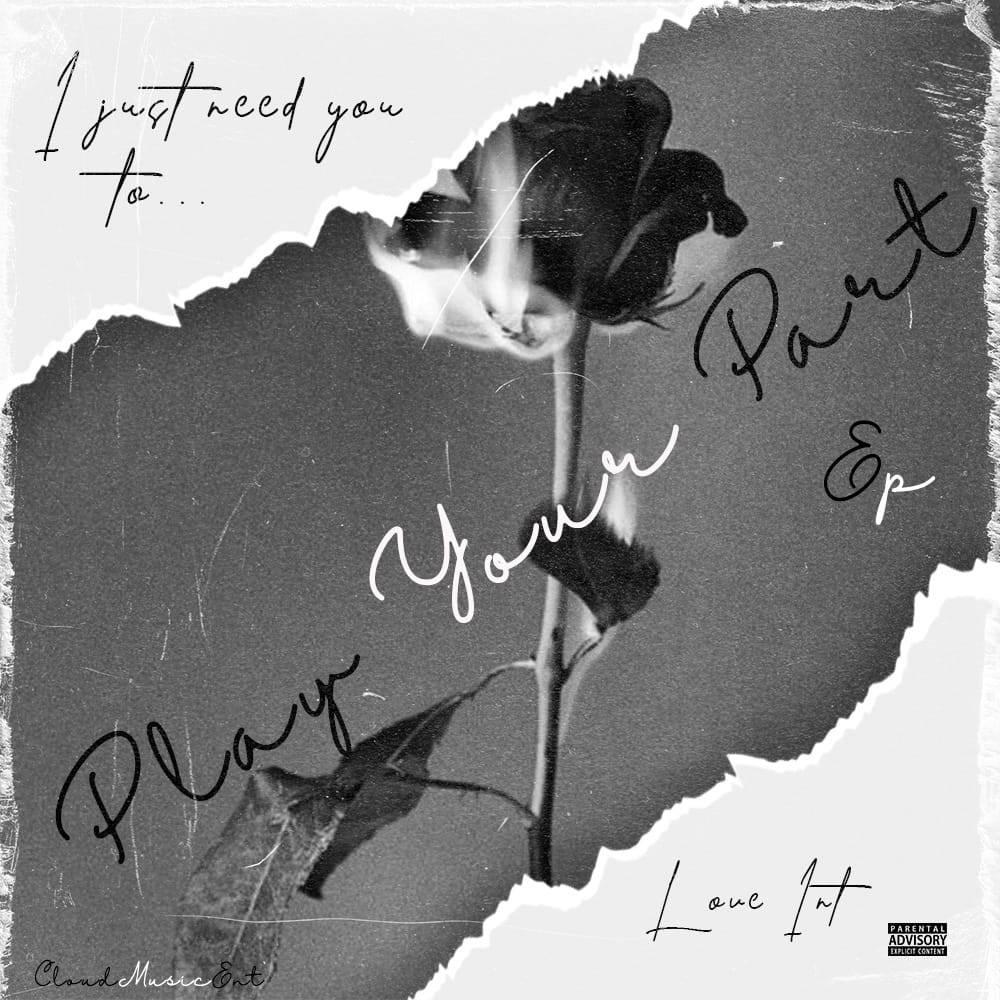 I just need you
to...
Play Your Part
Ep
Love Int
PARENTAL
ADVISORY
EXPLICIT CONTENT
CloudMusicEnt